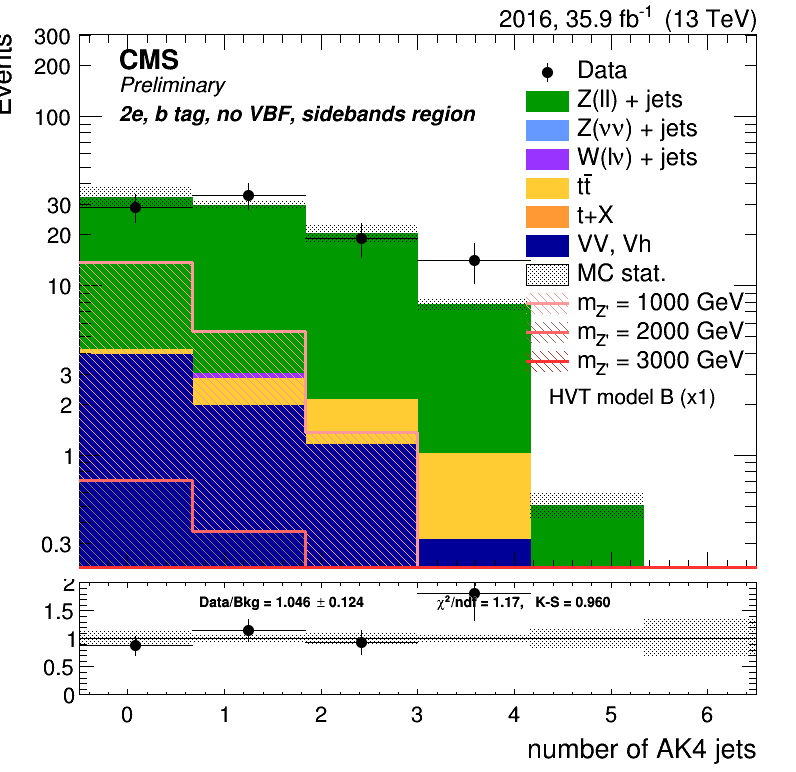 2016, 35.9 fb⁻¹ (13 TeV)
Events
300
200
100
30
20
10
3
2
1
0.3
CMS
Preliminary
2e, b tag, no VBF, sidebands region
Data
Z(ll) + jets
Z(νν) + jets
W(lν) + jets
tt̄
t+X
VV, Vh
MC stat.
m_Z' = 1000 GeV
m_Z' = 2000 GeV
m_Z' = 3000 GeV
HVT model B (x1)
2
1.5
1
0.5
0
Data/Bkg = 1.046 ± 0.124
χ²/ndf = 1.17, K-S = 0.960
0 1 2 3 4 5 6
number of AK4 jets